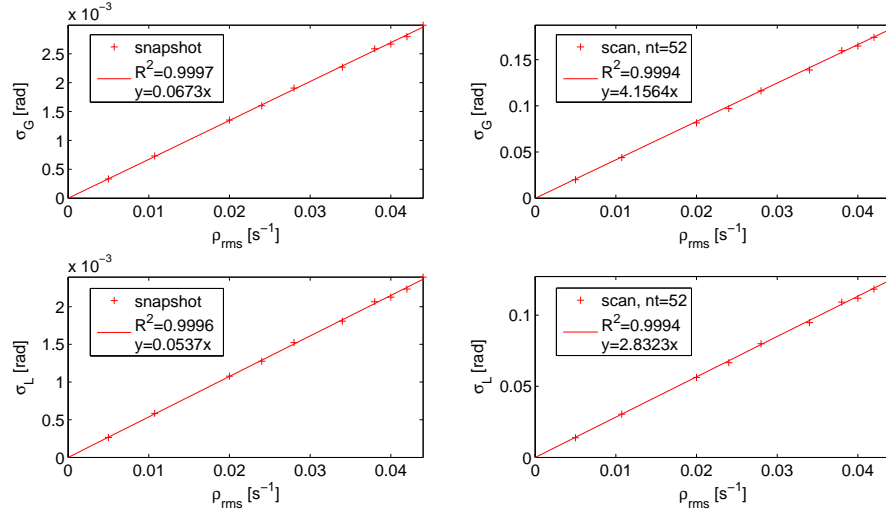 x 10⁻³
σ_G [rad]
2.5
2
1.5
1
0.5
0
snapshot
R²=0.9997
y=0.0673x
0 0.01 0.02 0.03 0.04
ρ_rms [s⁻¹]
σ_G [rad]
0.15
0.1
0.05
0
scan, nt=52
R²=0.9994
y=4.1564x
0 0.01 0.02 0.03 0.04
ρ_rms [s⁻¹]
x 10⁻³
σ_L [rad]
2
1.5
1
0.5
0
snapshot
R²=0.9996
y=0.0537x
0 0.01 0.02 0.03 0.04
ρ_rms [s⁻¹]
σ_L [rad]
0.1
0.05
0
scan, nt=52
R²=0.9994
y=2.8323x
0 0.01 0.02 0.03 0.04
ρ_rms [s⁻¹]